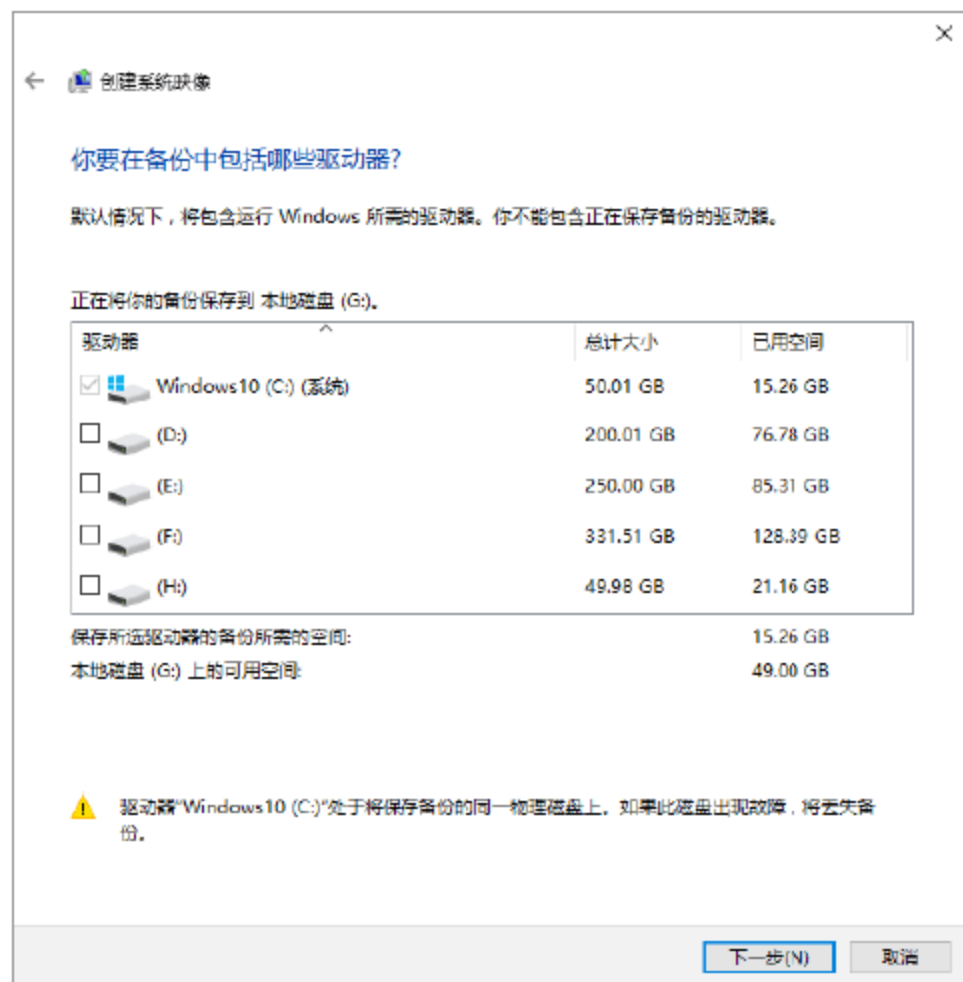 创建系统映像
你要在备份中包括哪些驱动器?
默认情况下，将包含运行 Windows 所需的驱动器。你不能包含正在保存备份的驱动器。
正在将你的备份保存到 本地磁盘 (G:)。
驱动器 总计大小 已用空间
Windows10 (C:) (系统) 50.01 GB 15.26 GB
(D:) 200.01 GB 76.78 GB
(E:) 250.00 GB 85.31 GB
(F:) 331.51 GB 128.39 GB
(H:) 49.98 GB 21.16 GB
保存所选驱动器的备份所需的空间: 15.26 GB
本地磁盘 (G:) 上的可用空间: 49.00 GB
驱动器“Windows10 (C:)”处于将保存备份的同一物理磁盘上。如果此磁盘出现故障，将丢失备
份。
下一步(N) 取消